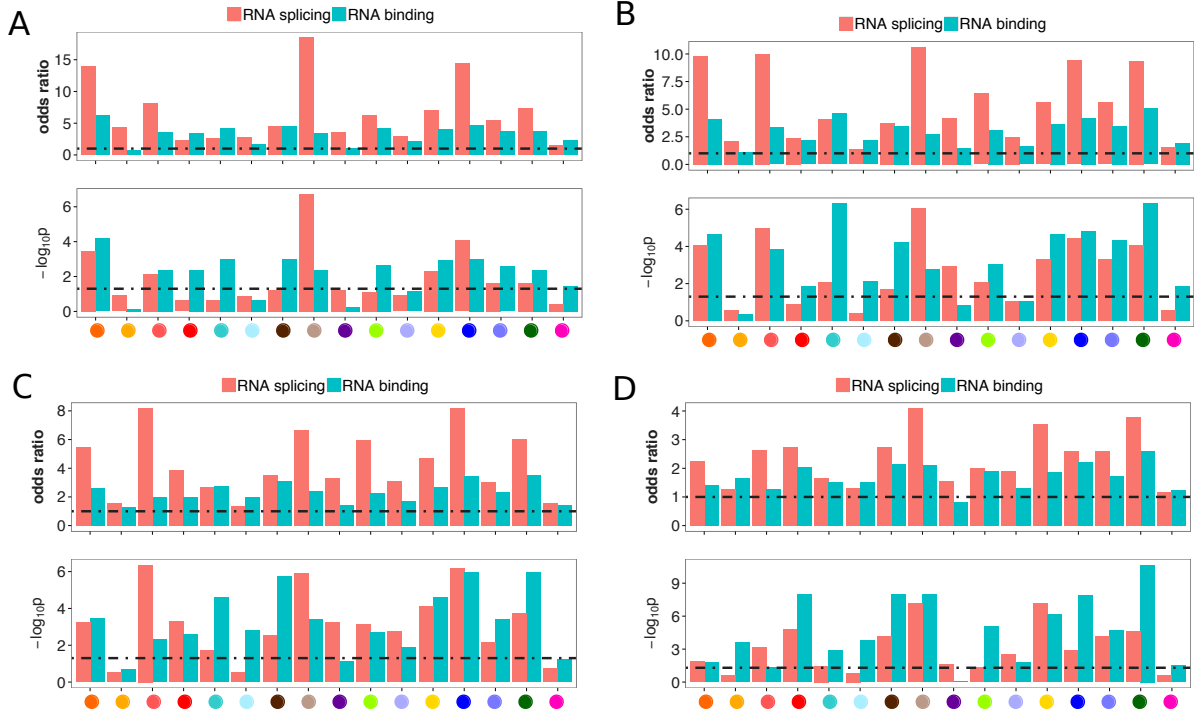 A
RNA splicing RNA binding
odds ratio
15
10
5
0
−log10p
6
4
2
0
B
RNA splicing RNA binding
odds ratio
10.0
7.5
5.0
2.5
0.0
−log10p
6
4
2
0
C
RNA splicing RNA binding
odds ratio
8
6
4
2
0
−log10p
6
4
2
0
D
RNA splicing RNA binding
odds ratio
4
3
2
1
0
−log10p
9
6
3
0